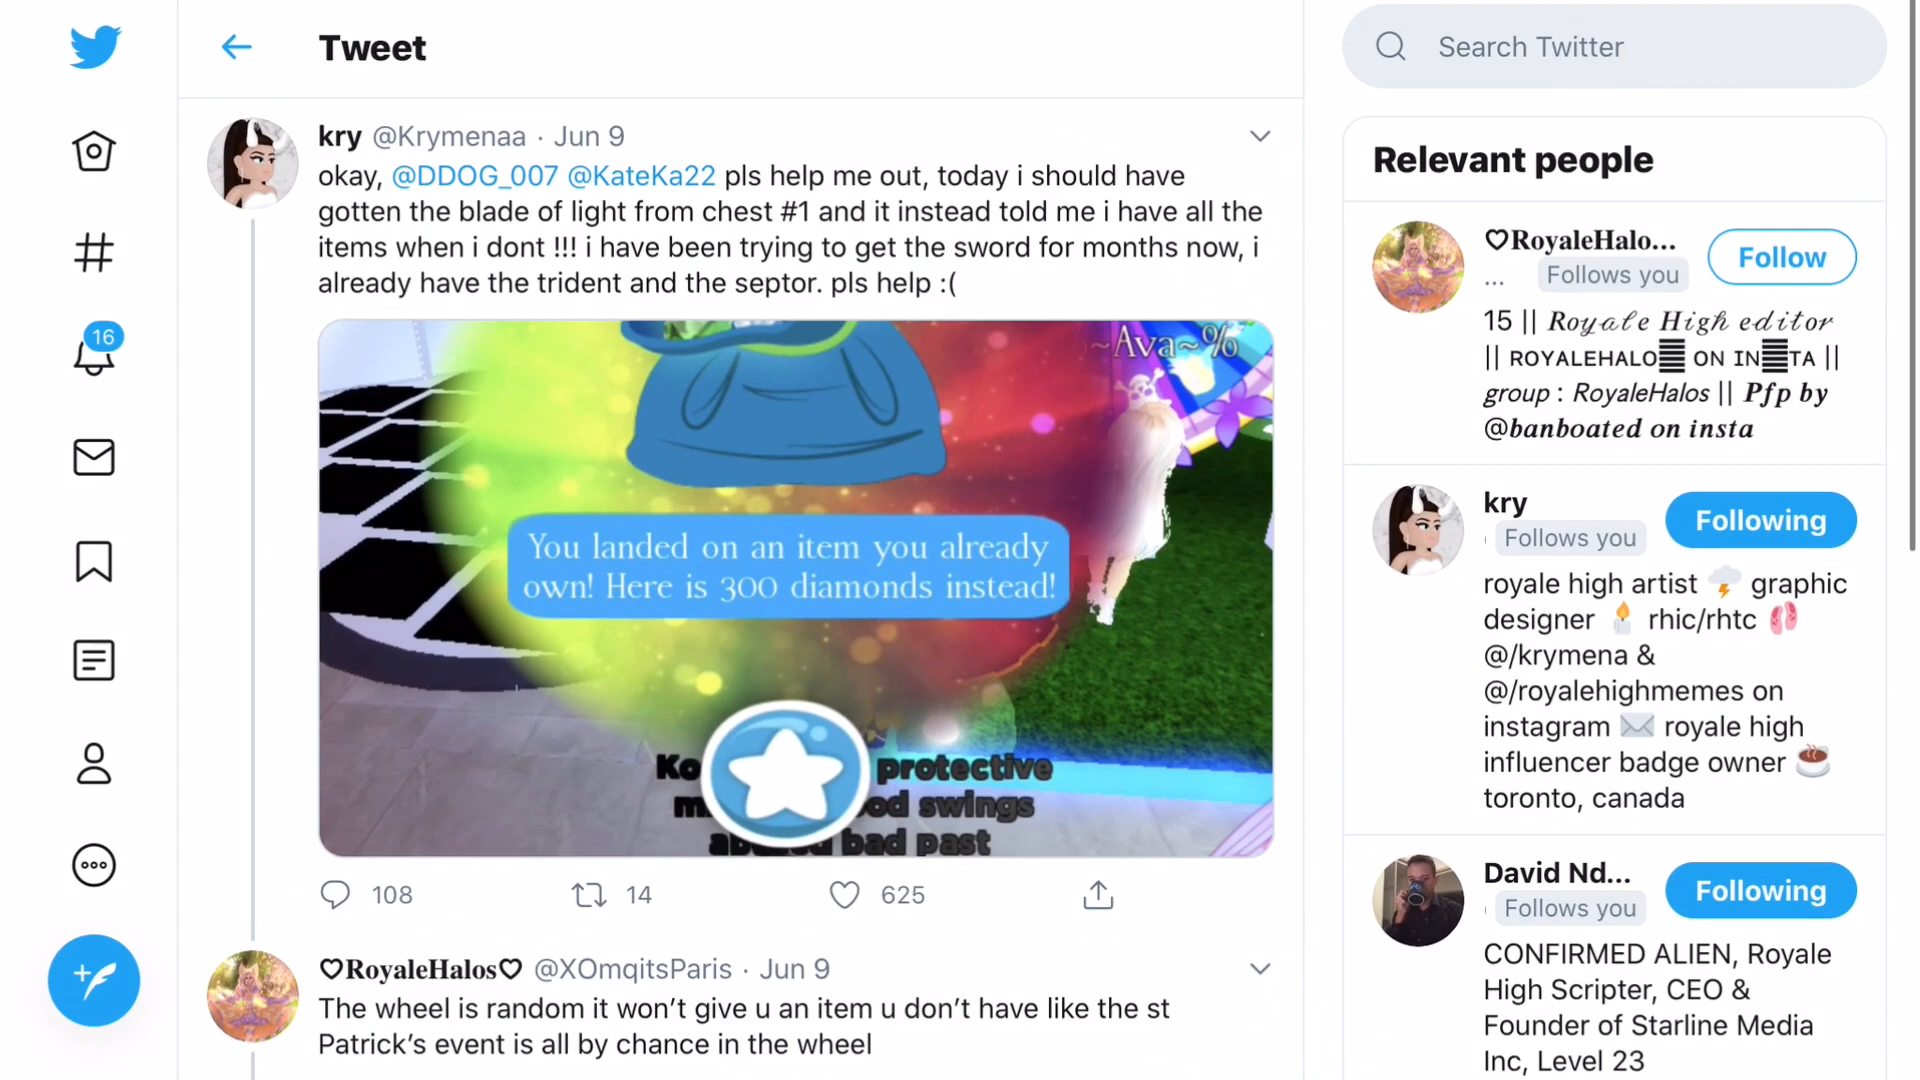 Tweet
Search Twitter
kry @Krymenaa · Jun 9
okay, @DDOG_007 @KateKa22 pls help me out, today i should have
gotten the blade of light from chest #1 and it instead told me i have all the
items when i dont !!! i have been trying to get the sword for months now, i
already have the trident and the septor. pls help :(
~Ava~%
You landed on an item you already
own! Here is 300 diamonds instead!
Ko protective
m od swings
bad past
108 14 625
♡RoyaleHalos♡ @XOmqitsParis · Jun 9
The wheel is random it won’t give u an item u don’t have like the st
Patrick’s event is all by chance in the wheel
16
Relevant people
♡RoyaleHalo...
Follow
... Follows you
15 || Royale High editor
|| ROYALEHALO ON IN TA ||
group : RoyaleHalos || Pfp by
@banboated on insta
kry
Following
Follows you
royale high artist 🌩 graphic
designer 🕯 rhic/rhtc 🩰
@/krymena &
@/royalehighmemes on
instagram ✉ royale high
influencer badge owner ☕
toronto, canada
David Nd...
Following
Follows you
CONFIRMED ALIEN, Royale
High Scripter, CEO &
Founder of Starline Media
Inc, Level 23